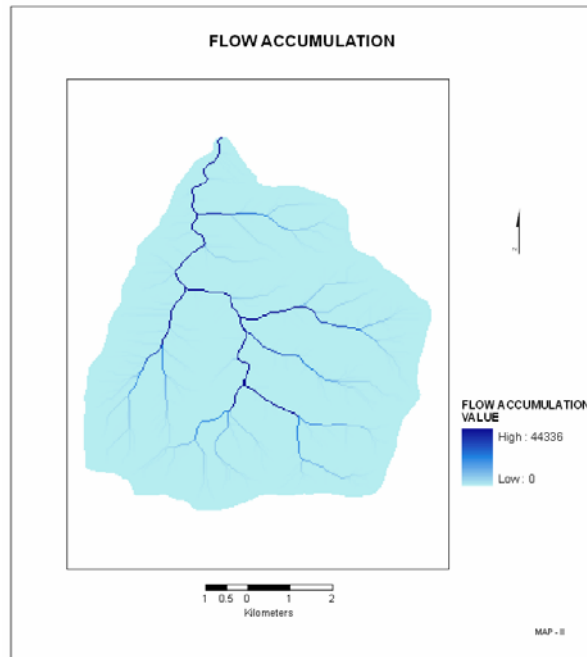 FLOW ACCUMULATION
FLOW ACCUMULATION
VALUE
High : 44336
Low : 0
1 0.5 0 1 2
Kilometers
MAP - II